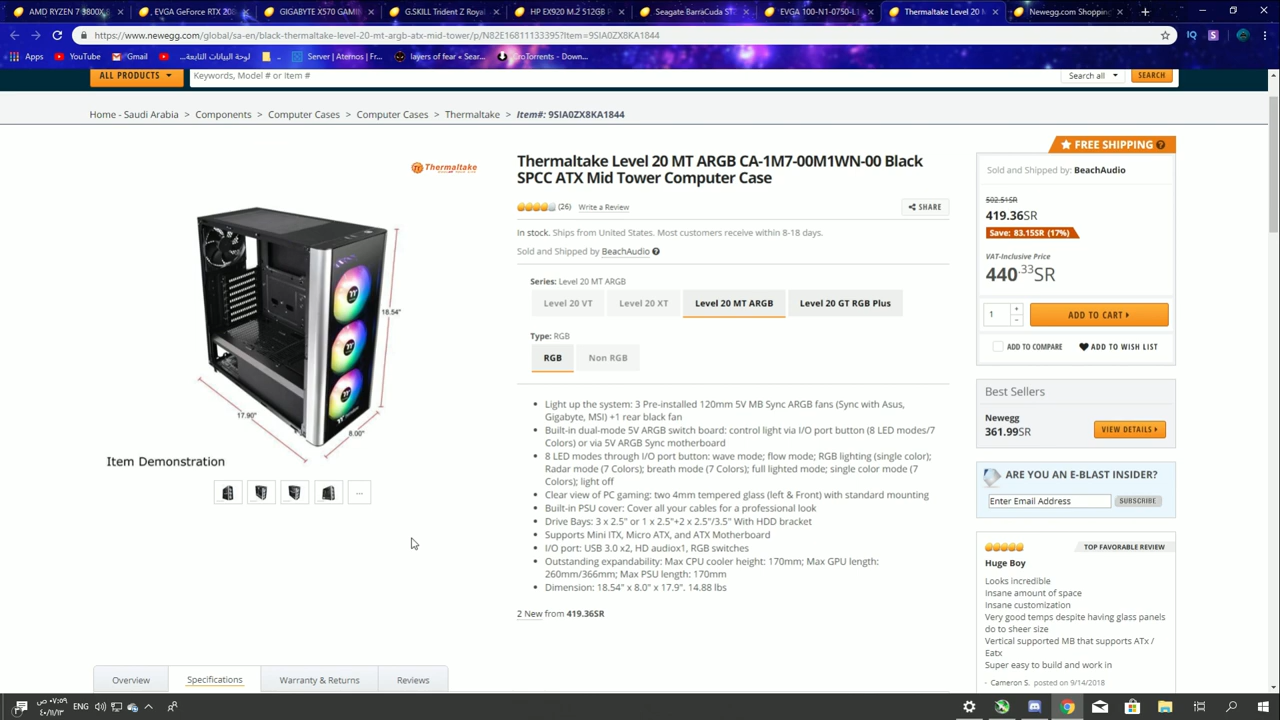 AMD RYZEN 7 3800X 8
EVGA GeForce RTX 208
GIGABYTE X570 GAMI
G.SKILL Trident Z Royal
HP EX920 M.2 512GB P
Seagate BarraCuda ST
EVGA 100-N1-0750-L1
Thermaltake Level 20 M
Newegg.com Shopping
https://www.newegg.com/global/sa-en/black-thermaltake-level-20-mt-argb-atx-mid-tower/p/N82E16811133395?Item=9SIA0ZX8KA1844
Apps
YouTube
Gmail
لوحة البيانات التابعة...
Server | Aternos | Fr...
layers of fear « Sear...
ALL PRODUCTS
Keywords, Model # or Item #
Search all
SEARCH
Home - Saudi Arabia > Components > Computer Cases > Computer Cases > Thermaltake > Item#: 9SIA0ZX8KA1844
Thermaltake
Thermaltake Level 20 MT ARGB CA-1M7-00M1WN-00 Black
SPCC ATX Mid Tower Computer Case
(26) Write a Review
SHARE
In stock. Ships from United States. Most customers receive within 8-18 days.
Sold and Shipped by BeachAudio
Series: Level 20 MT ARGB
Level 20 VT
Level 20 XT
Level 20 MT ARGB
Level 20 GT RGB Plus
Type: RGB
RGB
Non RGB
Light up the system: 3 Pre-installed 120mm 5V MB Sync ARGB fans (Sync with Asus,
Gigabyte, MSI) +1 rear black fan
Built-in dual-mode 5V ARGB switch board: control light via I/O port button (8 LED modes/7
Colors) or via 5V ARGB Sync motherboard
8 LED modes through I/O port button: wave mode; flow mode; RGB lighting (single color);
Radar mode (7 Colors); breath mode (7 Colors); full lighted mode; single color mode (7
Colors); light off
Clear view of PC gaming: two 4mm tempered glass (left & Front) with standard mounting
Built-in PSU cover: Cover all your cables for a professional look
Drive Bays: 3 x 2.5" or 1 x 2.5"+2 x 2.5"/3.5" With HDD bracket
Supports Mini ITX, Micro ATX, and ATX Motherboard
I/O port: USB 3.0 x2, HD audiox1, RGB switches
Outstanding expandability: Max CPU cooler height: 170mm; Max GPU length:
260mm/366mm; Max PSU length: 170mm
Dimension: 18.54" x 8.0" x 17.9". 14.88 lbs
2 New from 419.36SR
18.54"
17.90"
8.00"
Item Demonstration
...
Overview
Specifications
Warranty & Returns
Reviews
FREE SHIPPING
Sold and Shipped by: BeachAudio
502.51SR
419.36SR
Save: 83.15SR (17%)
VAT-Inclusive Price
440.33SR
1
+
−
ADD TO CART
ADD TO COMPARE
ADD TO WISH LIST
Best Sellers
Newegg
361.99SR
VIEW DETAILS
ARE YOU AN E-BLAST INSIDER?
Enter Email Address
SUBSCRIBE
TOP FAVORABLE REVIEW
Huge Boy
Looks incredible
Insane amount of space
Insane customization
Very good temps despite having glass panels
do to sheer size
Vertical supported MB that supports ATx /
Eatx
Super easy to build and work in
- Cameron S. posted on 9/14/2018
ENG